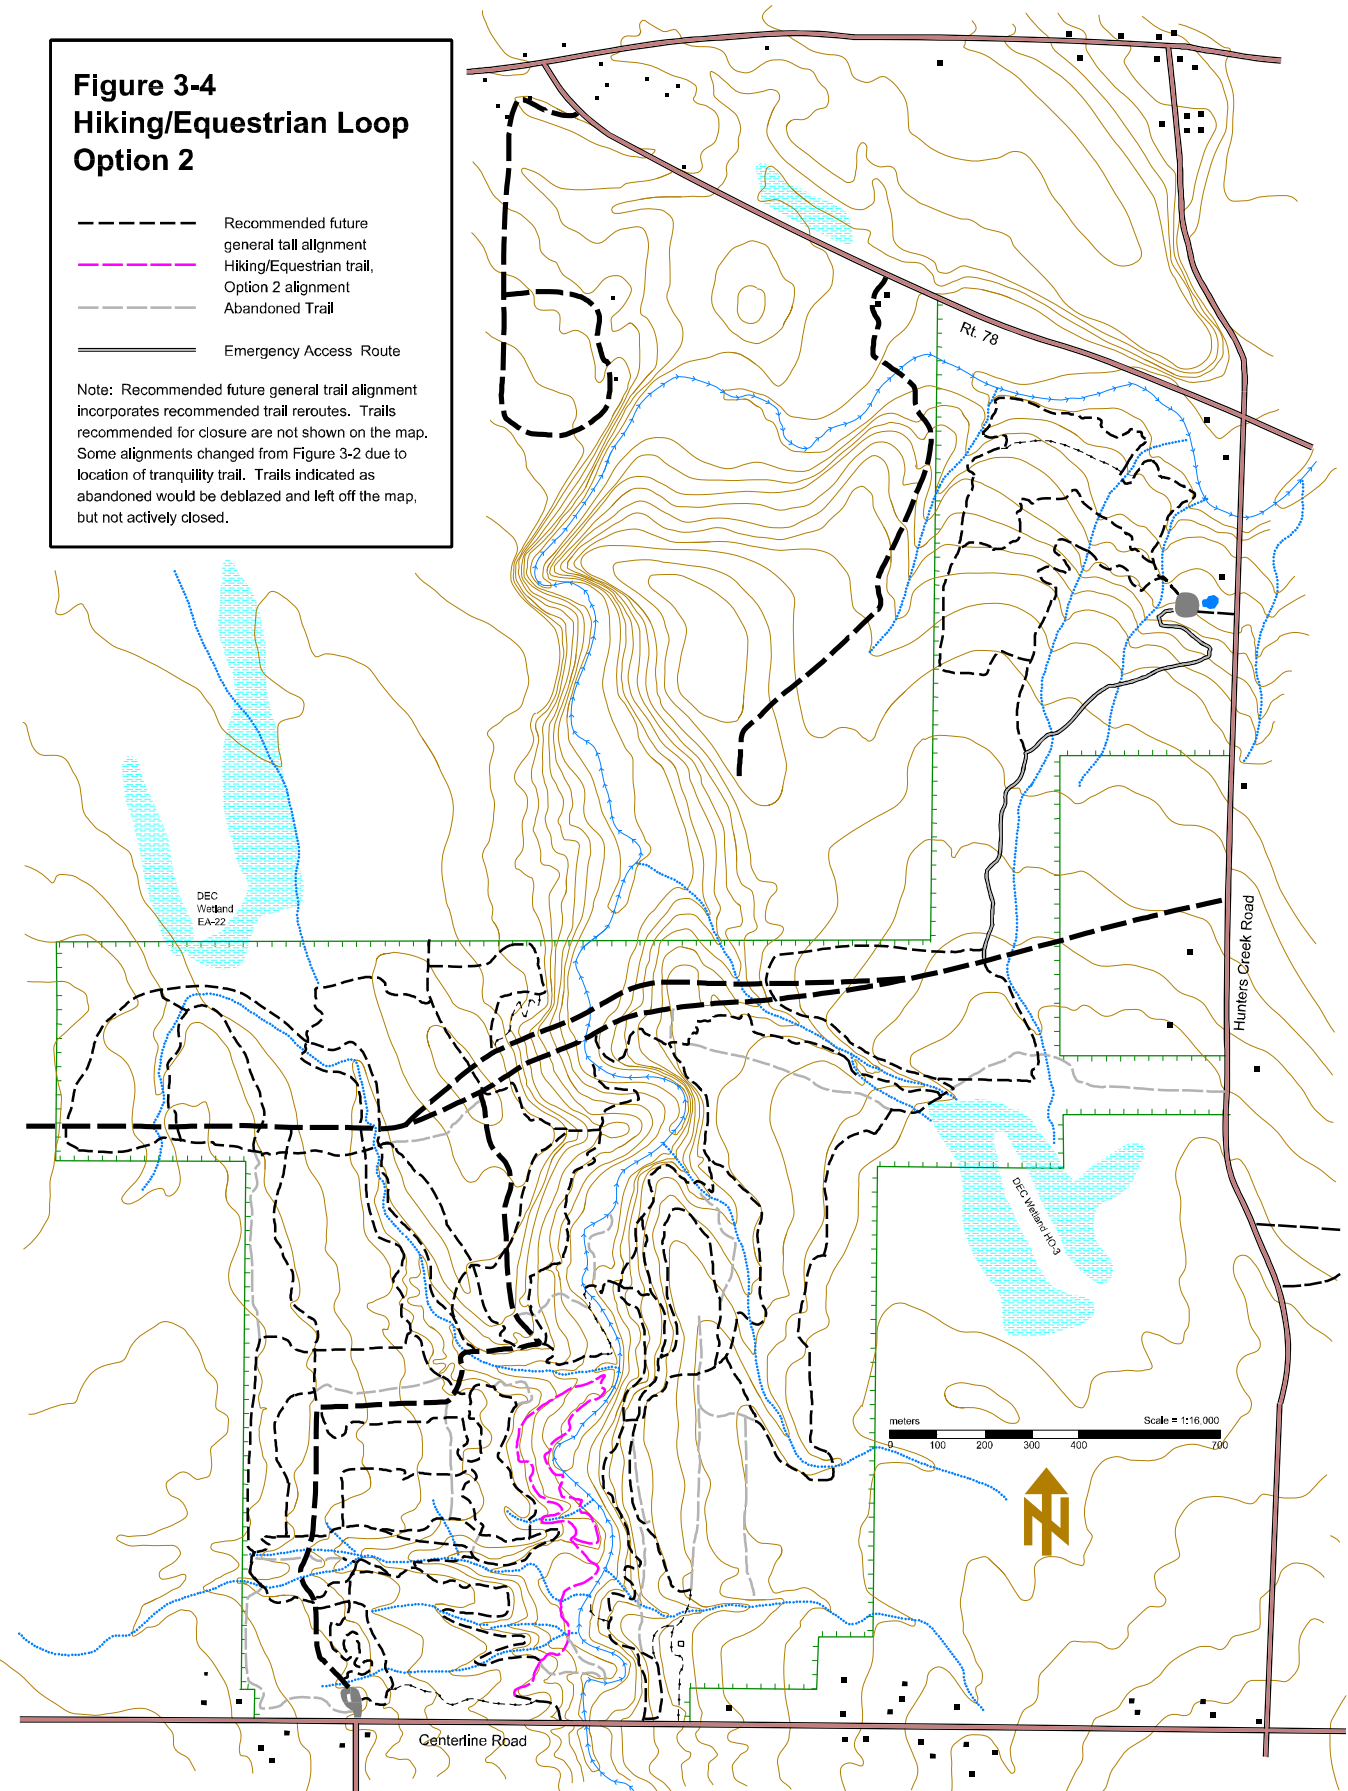 Figure 3-4
Hiking/Equestrian Loop
Option 2
Recommended future
general tall alignment
Hiking/Equestrian trail,
Option 2 alignment
Abandoned Trail
Emergency Access Route
Note: Recommended future general trail alignment
incorporates recommended trail reroutes. Trails
recommended for closure are not shown on the map.
Some alignments changed from Figure 3-2 due to
location of tranquility trail. Trails indicated as
abandoned would be deblazed and left off the map,
but not actively closed.
Rt. 78
DEC
Wetland
EA-22
Hunters Creek Road
DEC Wetland HO-3
meters
Scale = 1:16,000
0 100 200 300 400 700
N
Centerline Road